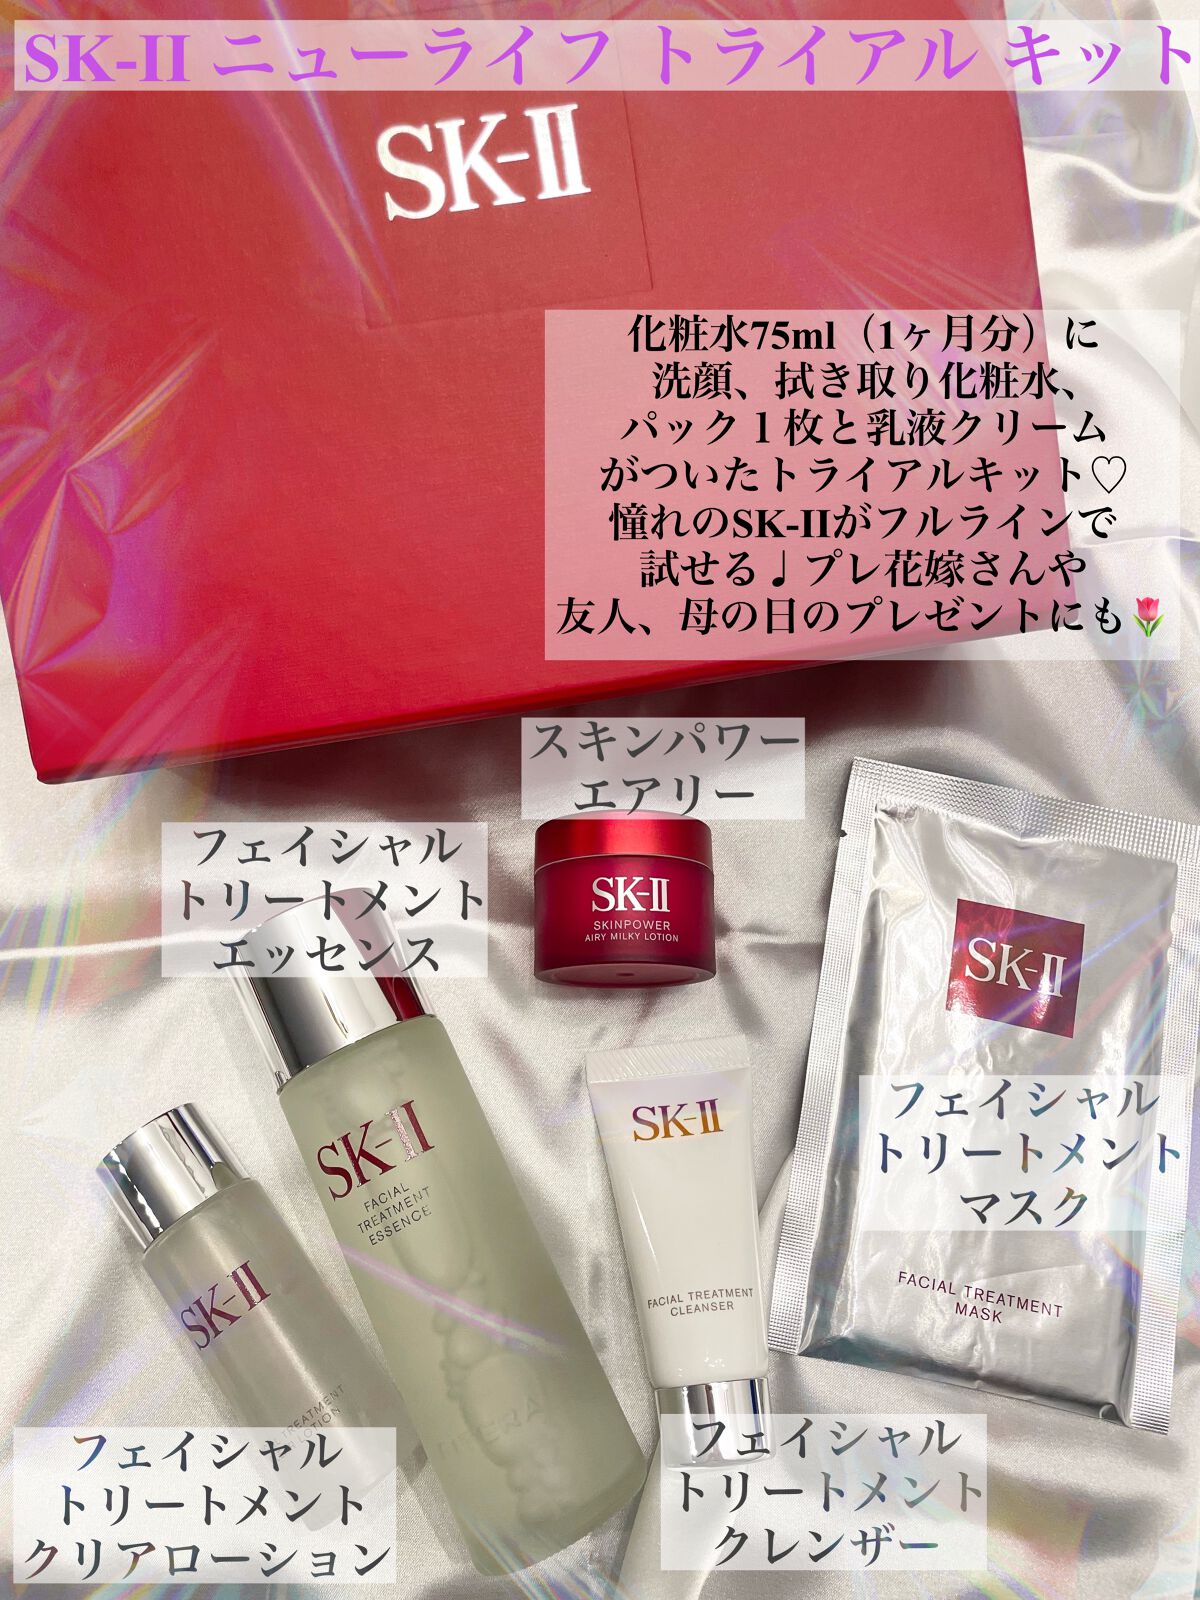 SK-II ニューライフ トライアル キット
SK-II
化粧水75ml（1ヶ月分）に
洗顔、拭き取り化粧水、
パック１枚と乳液クリーム
がついたトライアルキット♡
憧れのSK-IIがフルラインで
試せる♩プレ花嫁さんや
友人、母の日のプレゼントにも🌷
スキンパワー
エアリー
SK-II
SKINPOWER
AIRY MILKY LOTION
フェイシャル
トリートメント
エッセンス
SK-II
FACIAL
TREATMENT
ESSENCE
SK-II
フェイシャル
トリートメント
マスク
FACIAL TREATMENT
MASK
SK-II
FACIAL TREATMENT
CLEANSER
フェイシャル
トリートメント
クレンザー
SK-II
TREATMENT
LOTION
フェイシャル
トリートメント
クリアローション